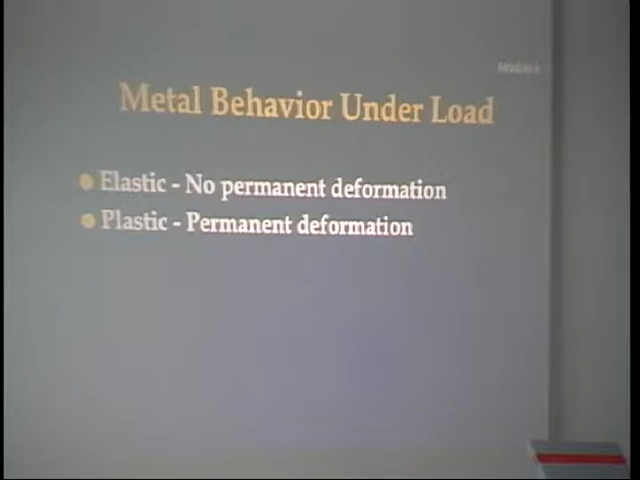 Metal Behavior Under Load
Elastic - No permanent deformation
Plastic - Permanent deformation